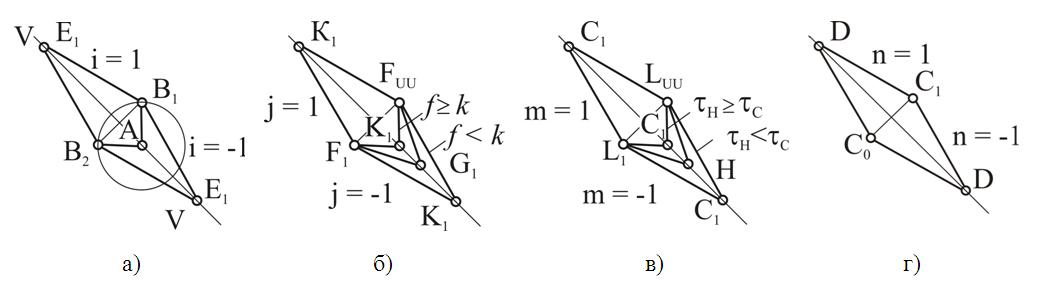 V E₁ i = 1 B₁ A B₂ i = -1 E₁ V
K₁ F_UU j = 1 f ≥ k K₁ f < k F₁ G₁ j = -1 K₁
C₁ L_UU m = 1 τ_H ≥ τ_C C₁ τ_H < τ_C L₁ H m = -1 C₁
D n = 1 C₁ C₀ n = -1 D
а) б) в) г)